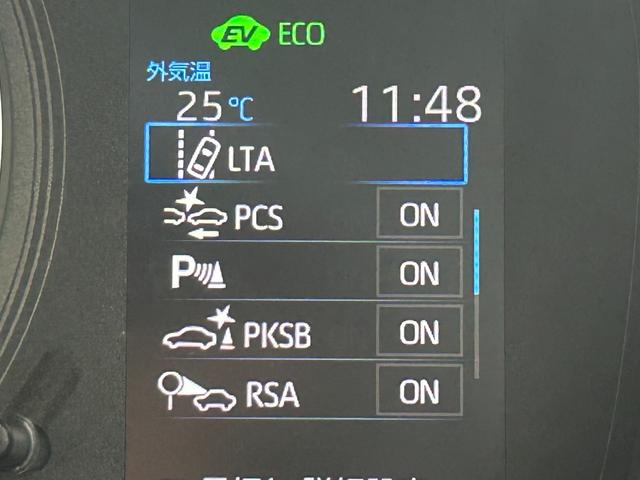 EV ECO
外気温
25℃ 11:48
LTA
PCS ON
P ON
PKSB ON
RSA ON